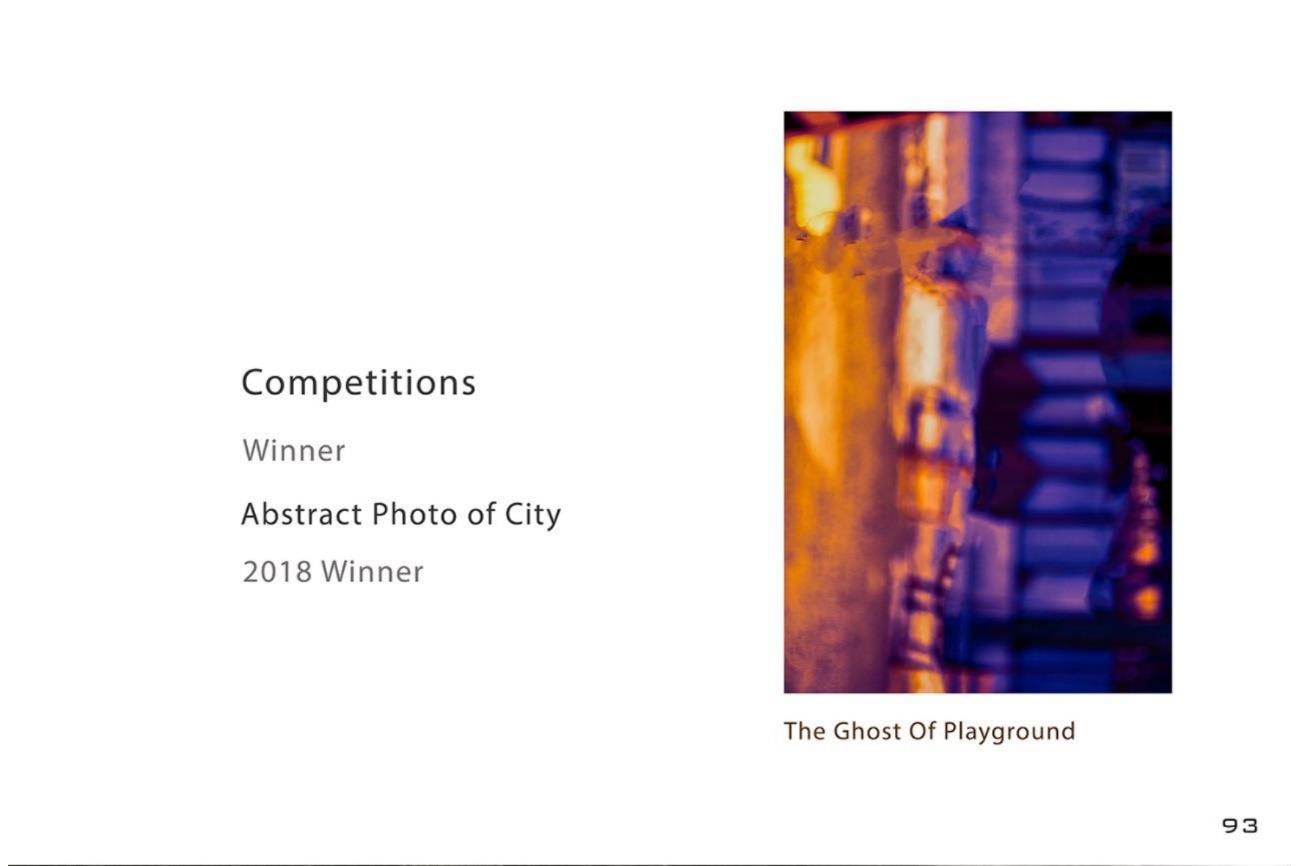 Competitions
Winner
Abstract Photo of City
2018 Winner
The Ghost Of Playground
93